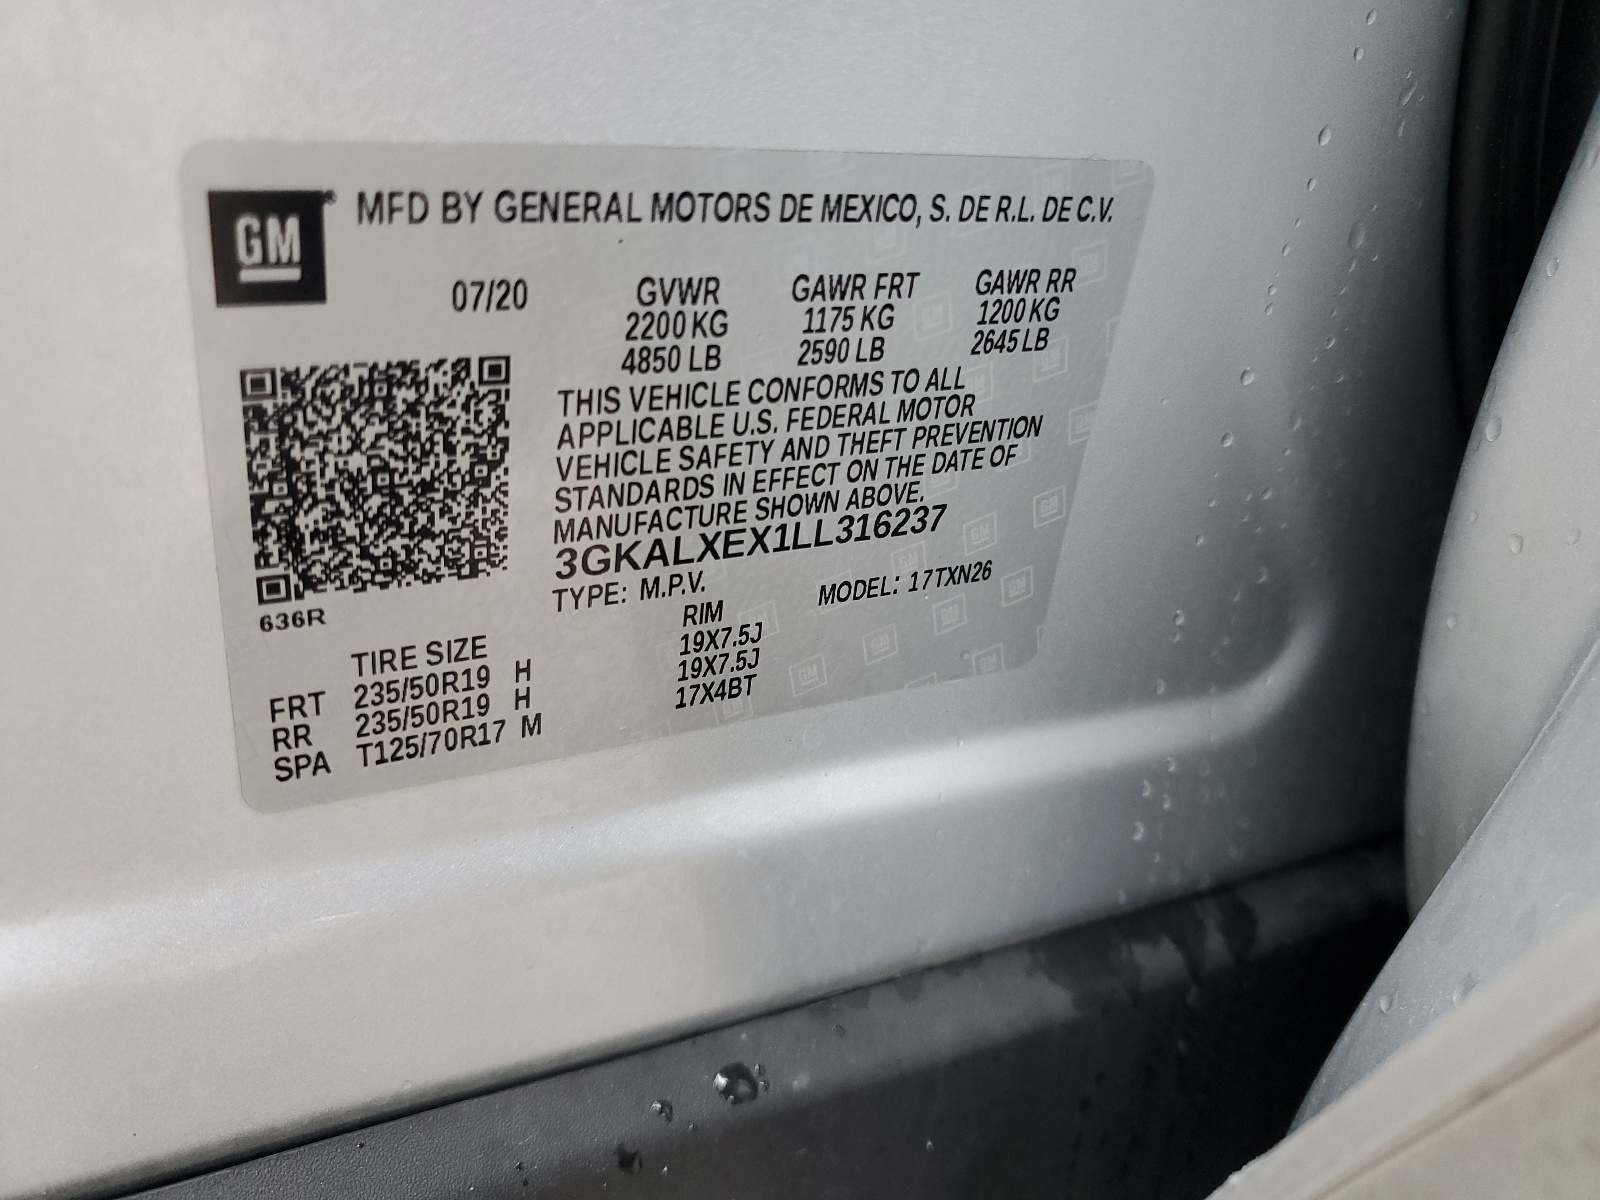 GM® MFD BY GENERAL MOTORS DE MEXICO, S. DE R.L. DE C.V.
07/20 GVWR GAWR FRT GAWR RR
2200 KG 1175 KG 1200 KG
4850 LB 2590 LB 2645 LB
THIS VEHICLE CONFORMS TO ALL
APPLICABLE U.S. FEDERAL MOTOR
VEHICLE SAFETY AND THEFT PREVENTION
STANDARDS IN EFFECT ON THE DATE OF
MANUFACTURE SHOWN ABOVE.
3GKALXEX1LL316237
TYPE: M.P.V. MODEL: 17TXN26
636R
TIRE SIZE RIM
FRT 235/50R19 H 19X7.5J
RR 235/50R19 H 19X7.5J
SPA T125/70R17 M 17X4BT